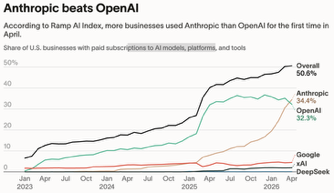 Anthropic beats OpenAI
According to Ramp AI Index, more businesses used Anthropic than OpenAI for the first time in
April.
Share of U.S. businesses with paid subscriptions to AI models, platforms, and tools
50%
40
30
20
10
0
Overall
50.6%
Anthropic
34.4%
OpenAI
32.3%
Google
xAI
DeepSeek
Jan Apr Jul Oct Jan Apr Jul Oct Jan Apr Jul Oct Jan Apr
2023 2024 2025 2026